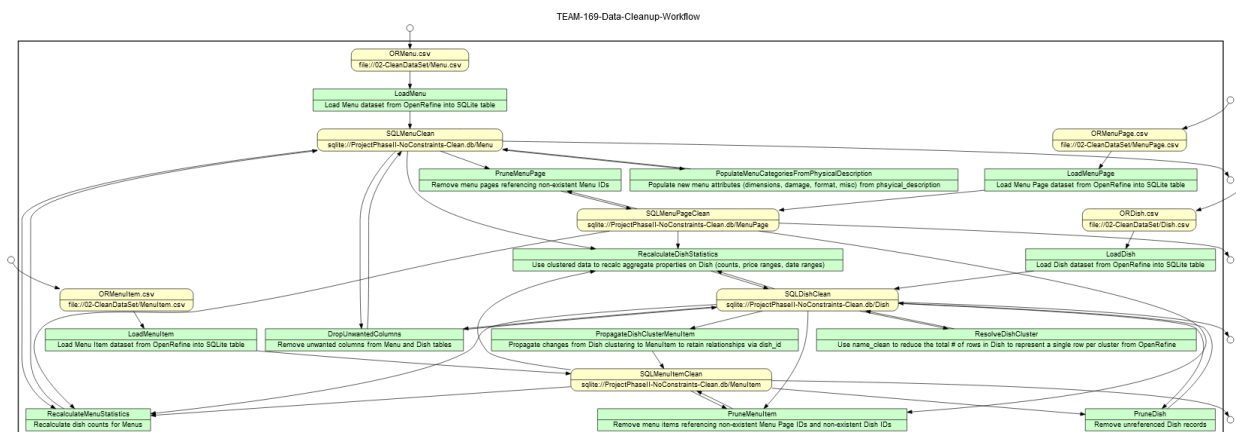 TEAM-169-Data-Cleanup-Workflow
ORMenu.csv
file://02-CleanDataSet/Menu.csv
LoadMenu
Load Menu dataset from OpenRefine into SQLite table
SQLMenuClean
sqlite://ProjectPhaseII-NoConstraints-Clean.db/Menu
ORMenuPage.csv
file://02-CleanDataSet/MenuPage.csv
PruneMenuPage
Remove menu pages referencing non-existent Menu IDs
PopulateMenuCategoriesFromPhysicalDescription
Populate new menu attributes (dimensions, damage, format, misc) from phsyical_description
LoadMenuPage
Load Menu Page dataset from OpenRefine into SQLite table
SQLMenuPageClean
sqlite://ProjectPhaseII-NoConstraints-Clean.db/MenuPage
ORDish.csv
file://02-CleanDataSet/Dish.csv
RecalculateDishStatistics
Use clustered data to recalc aggregate properties on Dish (counts, price ranges, date ranges)
LoadDish
Load Dish dataset from OpenRefine into SQLite table
ORMenuItem.csv
file://02-CleanDataSet/MenuItem.csv
SQLDishClean
sqlite://ProjectPhaseII-NoConstraints-Clean.db/Dish
LoadMenuItem
Load Menu Item dataset from OpenRefine into SQLite table
DropUnwantedColumns
Remove unwanted columns from Menu and Dish tables
PropagateDishClusterMenuItem
Propagate changes from Dish clustering to MenuItem to retain relationships via dish_id
ResolveDishCluster
Use name_clean to reduce the total # of rows in Dish to represent a single row per cluster from OpenRefine
SQLMenuItemClean
sqlite://ProjectPhaseII-NoConstraints-Clean.db/MenuItem
RecalculateMenuStatistics
Recalculate dish counts for Menus
PruneMenuItem
Remove menu items referencing non-existent Menu Page IDs and non-existent Dish IDs
PruneDish
Remove unreferenced Dish records